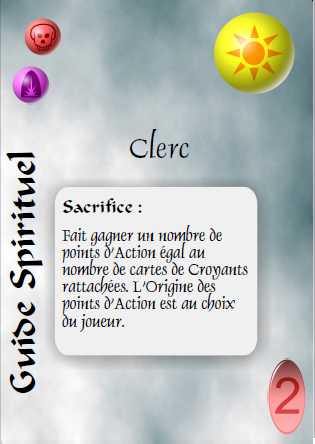 Clerc
Guide Spirituel
Sacrifice :
Fait gagner un nombre de
points d'Action égal au
nombre de cartes de Croyants
rattachées. L'Origine des
points d'Action est au choix
du joueur.
2